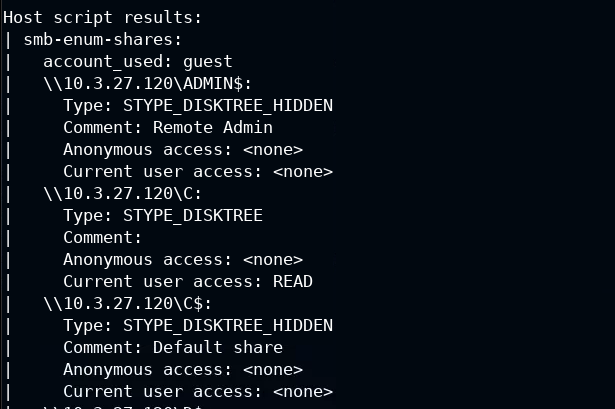 Host script results:
| smb-enum-shares:
|   account_used: guest
|   \\10.3.27.120\ADMIN$:
|     Type: STYPE_DISKTREE_HIDDEN
|     Comment: Remote Admin
|     Anonymous access: <none>
|     Current user access: <none>
|   \\10.3.27.120\C:
|     Type: STYPE_DISKTREE
|     Comment:
|     Anonymous access: <none>
|     Current user access: READ
|   \\10.3.27.120\C$:
|     Type: STYPE_DISKTREE_HIDDEN
|     Comment: Default share
|     Anonymous access: <none>
|     Current user access: <none>